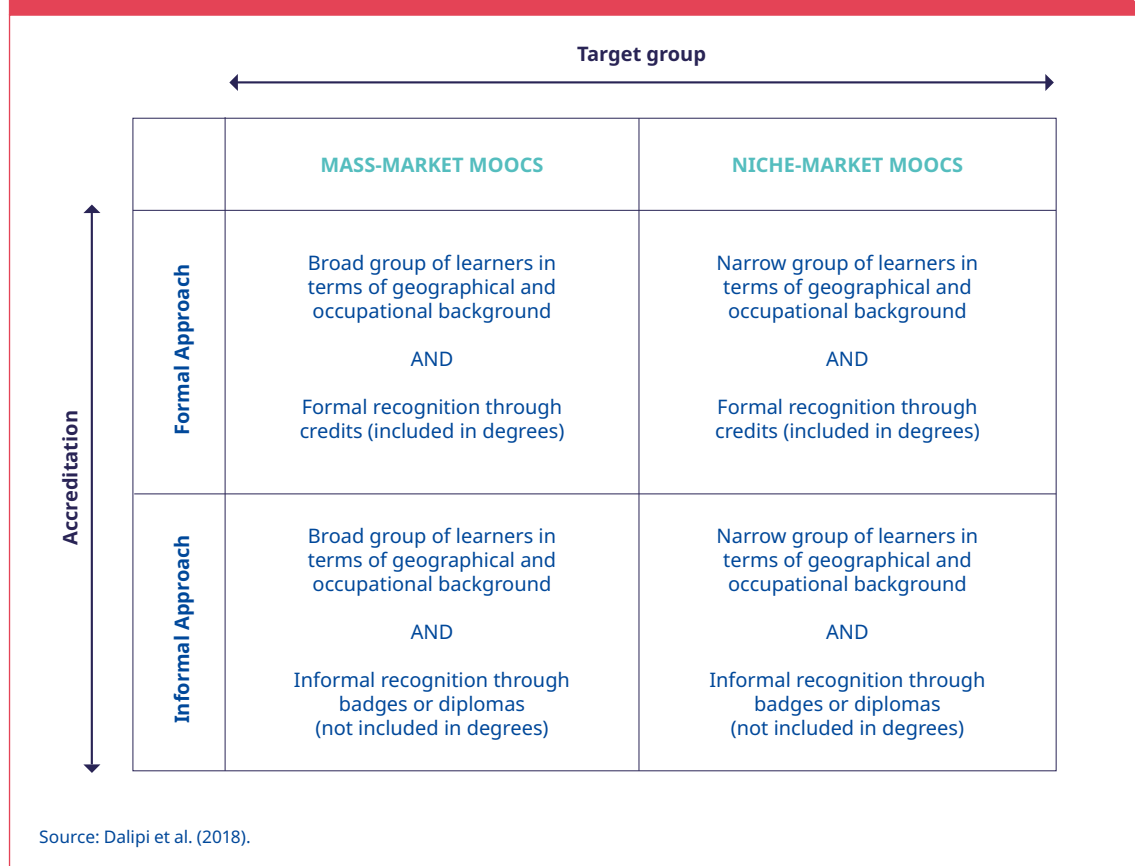 Target group
MASS-MARKET MOOCS
NICHE-MARKET MOOCS
Accreditation
Formal Approach
Broad group of learners in
terms of geographical and
occupational background
AND
Formal recognition through
credits (included in degrees)
Narrow group of learners in
terms of geographical and
occupational background
AND
Formal recognition through
credits (included in degrees)
Informal Approach
Broad group of learners in
terms of geographical and
occupational background
AND
Informal recognition through
badges or diplomas
(not included in degrees)
Narrow group of learners in
terms of geographical and
occupational background
AND
Informal recognition through
badges or diplomas
(not included in degrees)
Source: Dalipi et al. (2018).